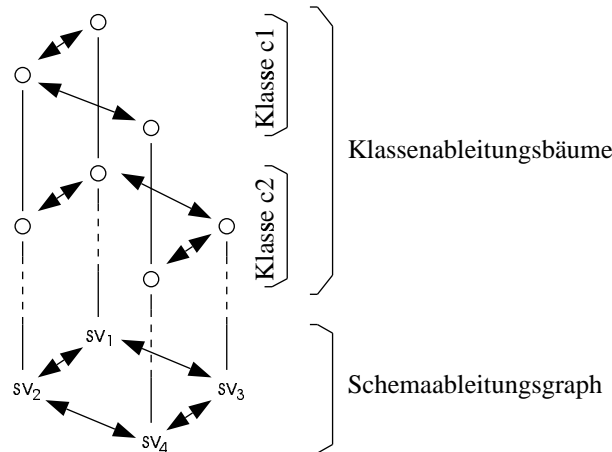 Klasse c1
Klassenableitungsbäume
Klasse c2
sv1
sv2
sv3
Schemaableitungsgraph
sv4